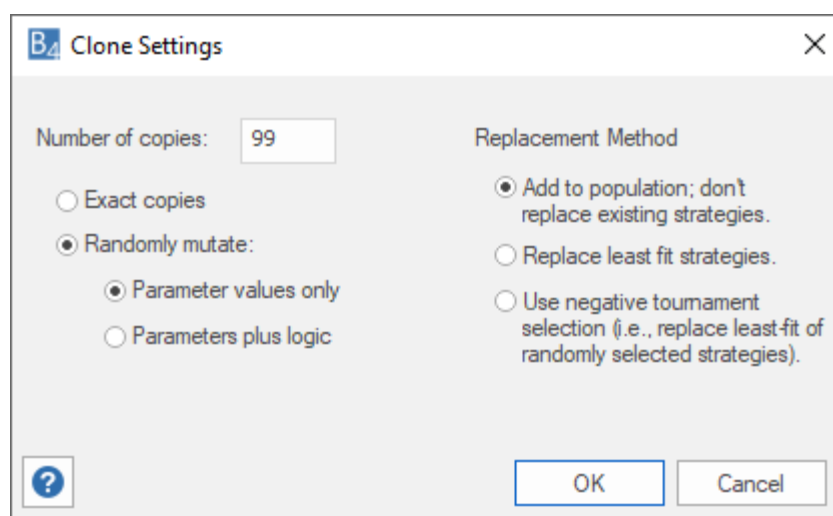 B4 Clone Settings
Number of copies: 99
Exact copies
Randomly mutate:
Parameter values only
Parameters plus logic
Replacement Method
Add to population; don't
replace existing strategies.
Replace least fit strategies.
Use negative tournament
selection (i.e., replace least-fit of
randomly selected strategies).
?
OK
Cancel